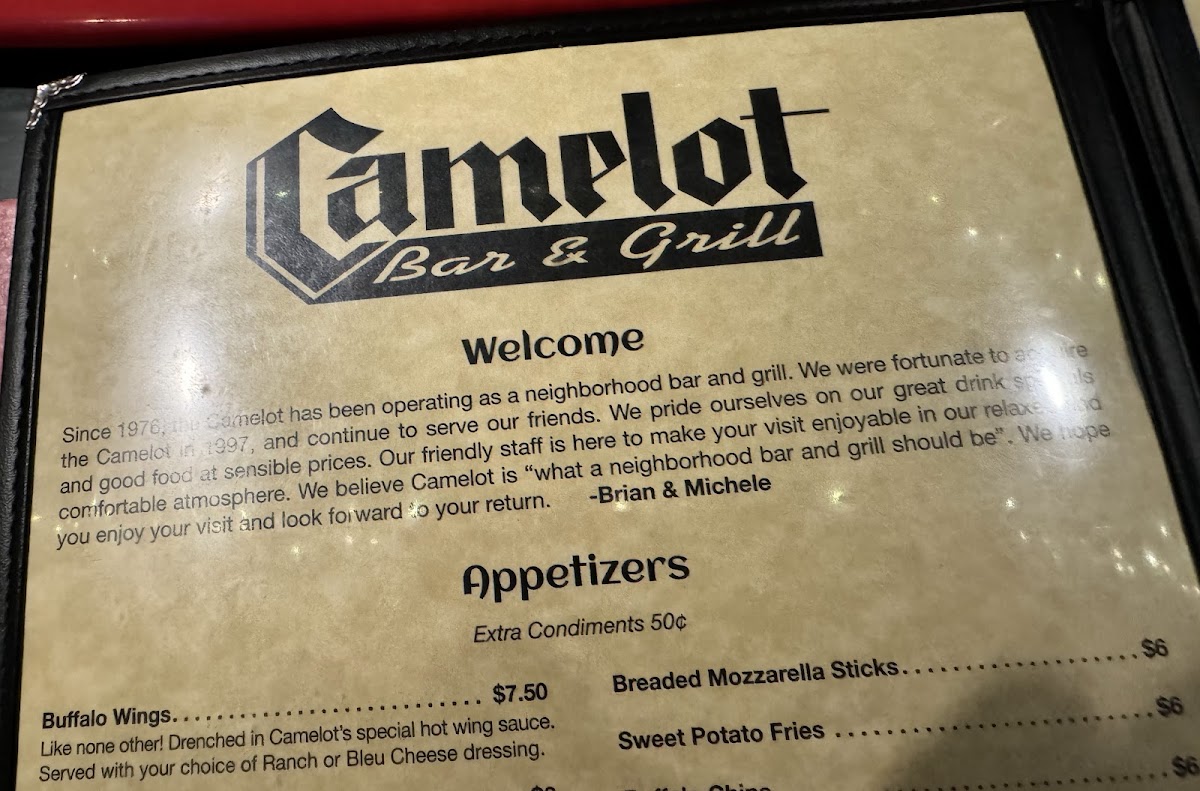 Camelot
Bar & Grill
Welcome
Since 1976, the Camelot has been operating as a neighborhood bar and grill. We were fortunate to acquire
the Camelot in 1997, and continue to serve our friends. We pride ourselves on our great drink specials
and good food at sensible prices. Our friendly staff is here to make your visit enjoyable in our relaxed and
comfortable atmosphere. We believe Camelot is “what a neighborhood bar and grill should be”. We hope
you enjoy your visit and look forward to your return. -Brian & Michele
Appetizers
Extra Condiments 50¢
Buffalo Wings. . . . . . . . . . . . . . . . . . . . . . . . . . . . . $7.50
Like none other! Drenched in Camelot's special hot wing sauce.
Served with your choice of Ranch or Bleu Cheese dressing.
Breaded Mozzarella Sticks. . . . . . . . . . . . . . . . . . . . $6
Sweet Potato Fries . . . . . . . . . . . . . . . . . . . . . . . . . . $6
$6